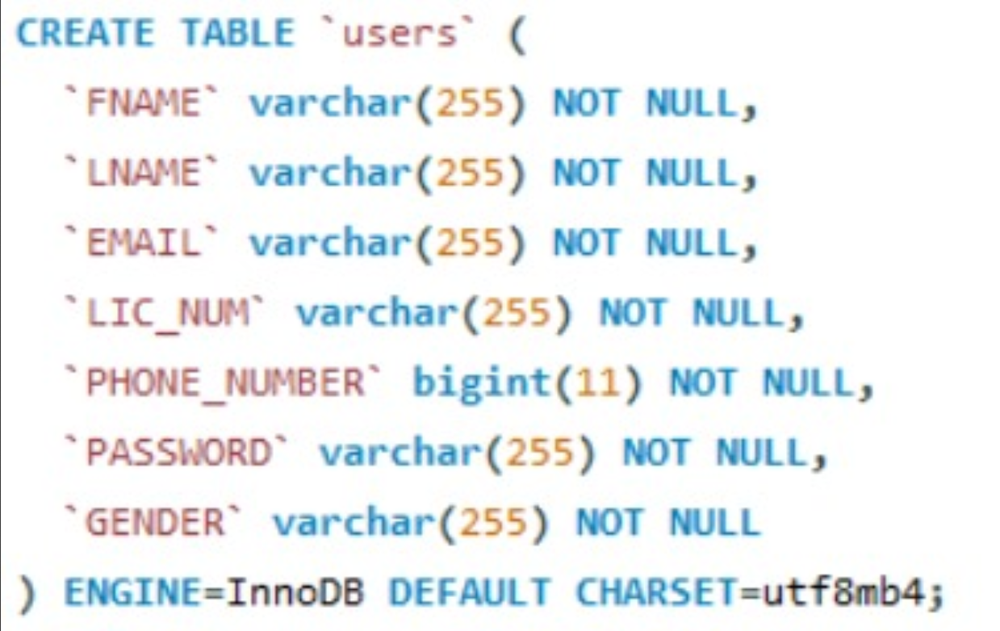 CREATE TABLE `users` (
`FNAME` varchar(255) NOT NULL,
`LNAME` varchar(255) NOT NULL,
`EMAIL` varchar(255) NOT NULL,
`LIC_NUM` varchar(255) NOT NULL,
`PHONE_NUMBER` bigint(11) NOT NULL,
`PASSWORD` varchar(255) NOT NULL,
`GENDER` varchar(255) NOT NULL
) ENGINE=InnoDB DEFAULT CHARSET=utf8mb4;